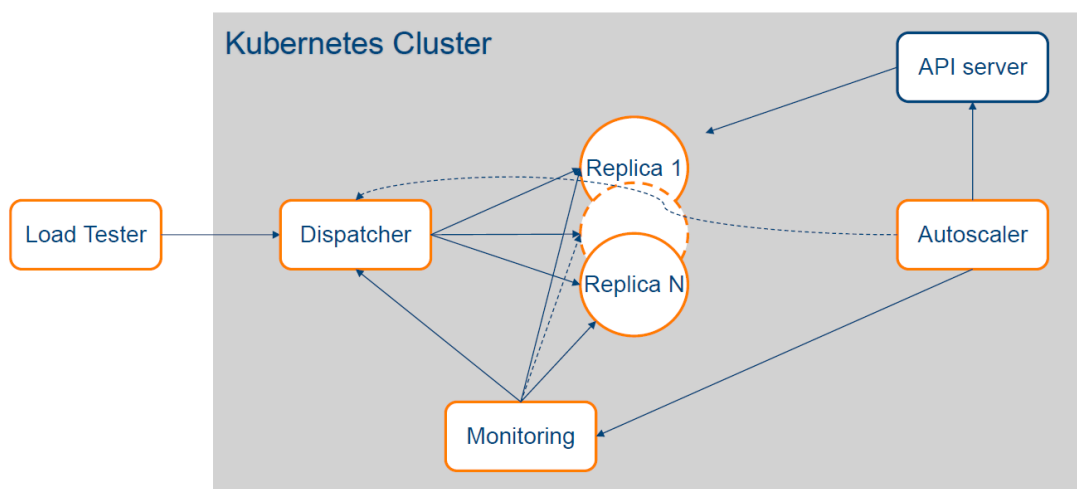 Kubernetes Cluster
API server
Replica 1
Load Tester
Dispatcher
Autoscaler
Replica N
Monitoring